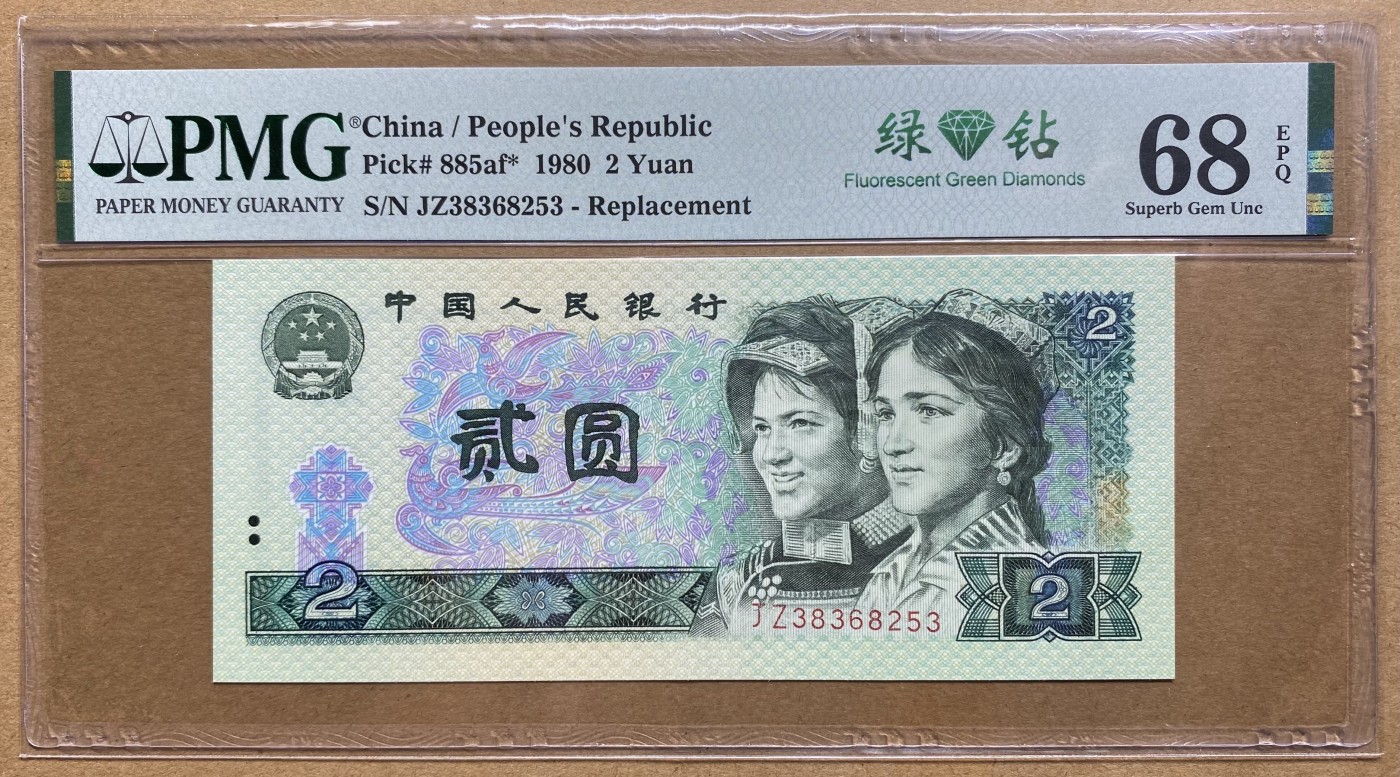 PMG®
PAPER MONEY GUARANTY
China / People's Republic
Pick# 885af* 1980 2 Yuan
S/N JZ38368253 - Replacement
绿钻
Fluorescent Green Diamonds
68
EPQ
Superb Gem Unc
中国人民银行
2
贰圆
2
JZ38368253
2